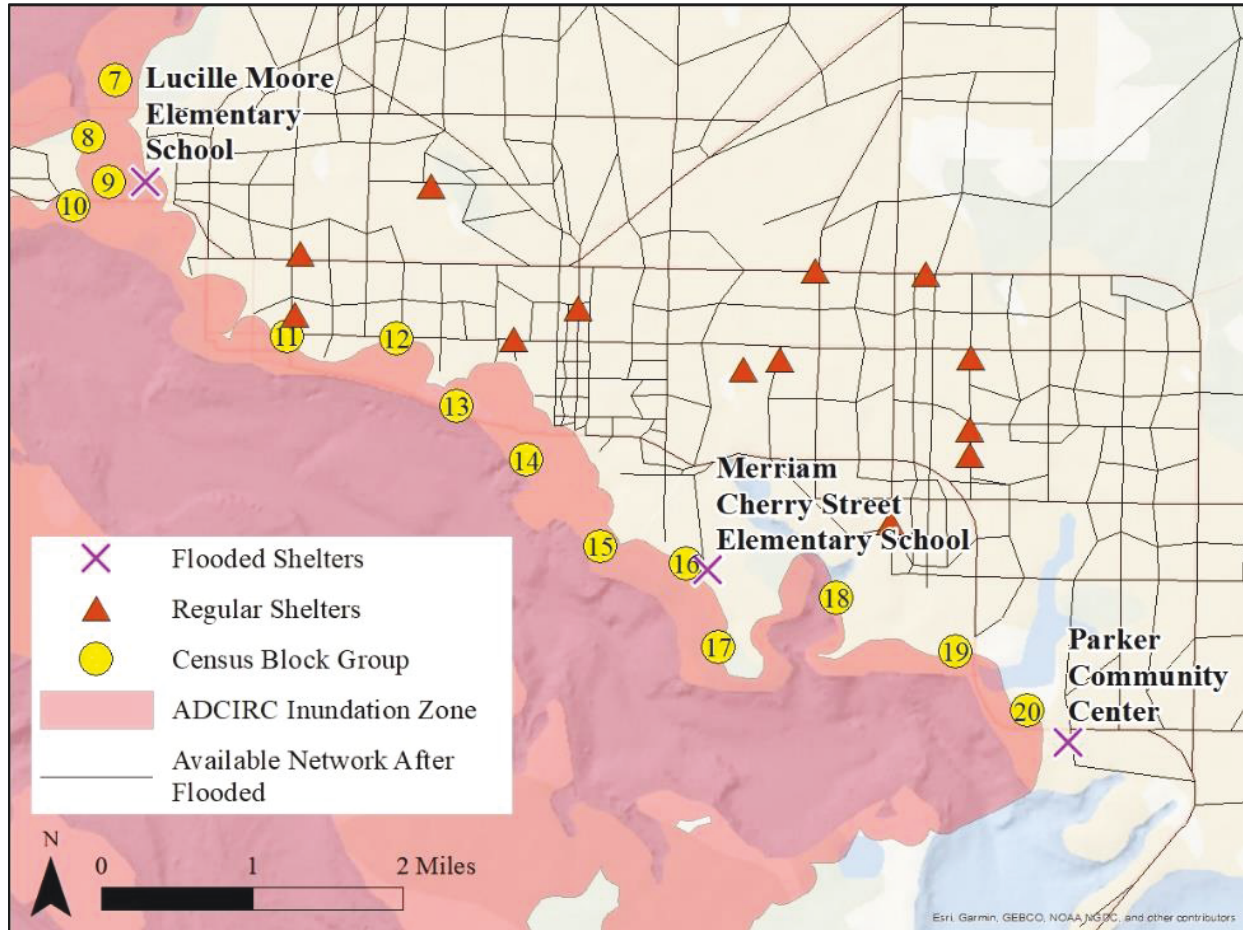 7
Lucille Moore
Elementary
School
8
9
10
11
12
13
14
Merriam
Cherry Street
Elementary School
15
16
18
17
19
Parker
Community
Center
20
Flooded Shelters
Regular Shelters
Census Block Group
ADCIRC Inundation Zone
Available Network After
Flooded
N
0 1 2 Miles
Esri, Garmin, GEBCO, NOAA NGDC, and other contributors